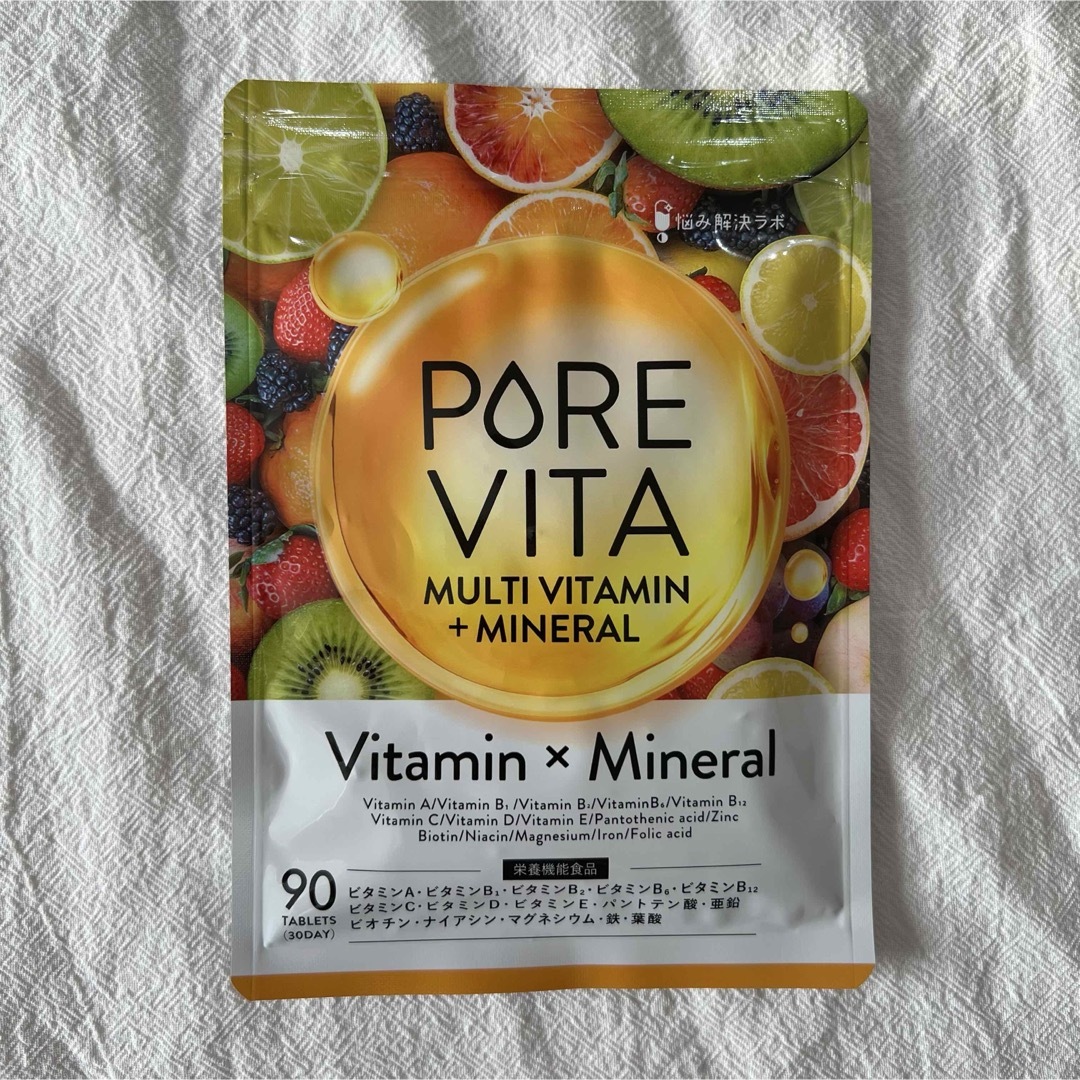 悩み解決ラボ
PORE
VITA
MULTI VITAMIN
+ MINERAL
Vitamin × Mineral
Vitamin A/Vitamin B₁ /Vitamin B₂/VitaminB₆/Vitamin B₁₂
Vitamin C/Vitamin D/Vitamin E/Pantothenic acid/Zinc
Biotin/Niacin/Magnesium/Iron/Folic acid
栄養機能食品
90
TABLETS
(30DAY)
ビタミンA・ビタミンB₁・ビタミンB₂・ビタミンB₆・ビタミンB₁₂
ビタミンC・ビタミンD・ビタミンE・パントテン酸・亜鉛
ビオチン・ナイアシン・マグネシウム・鉄・葉酸